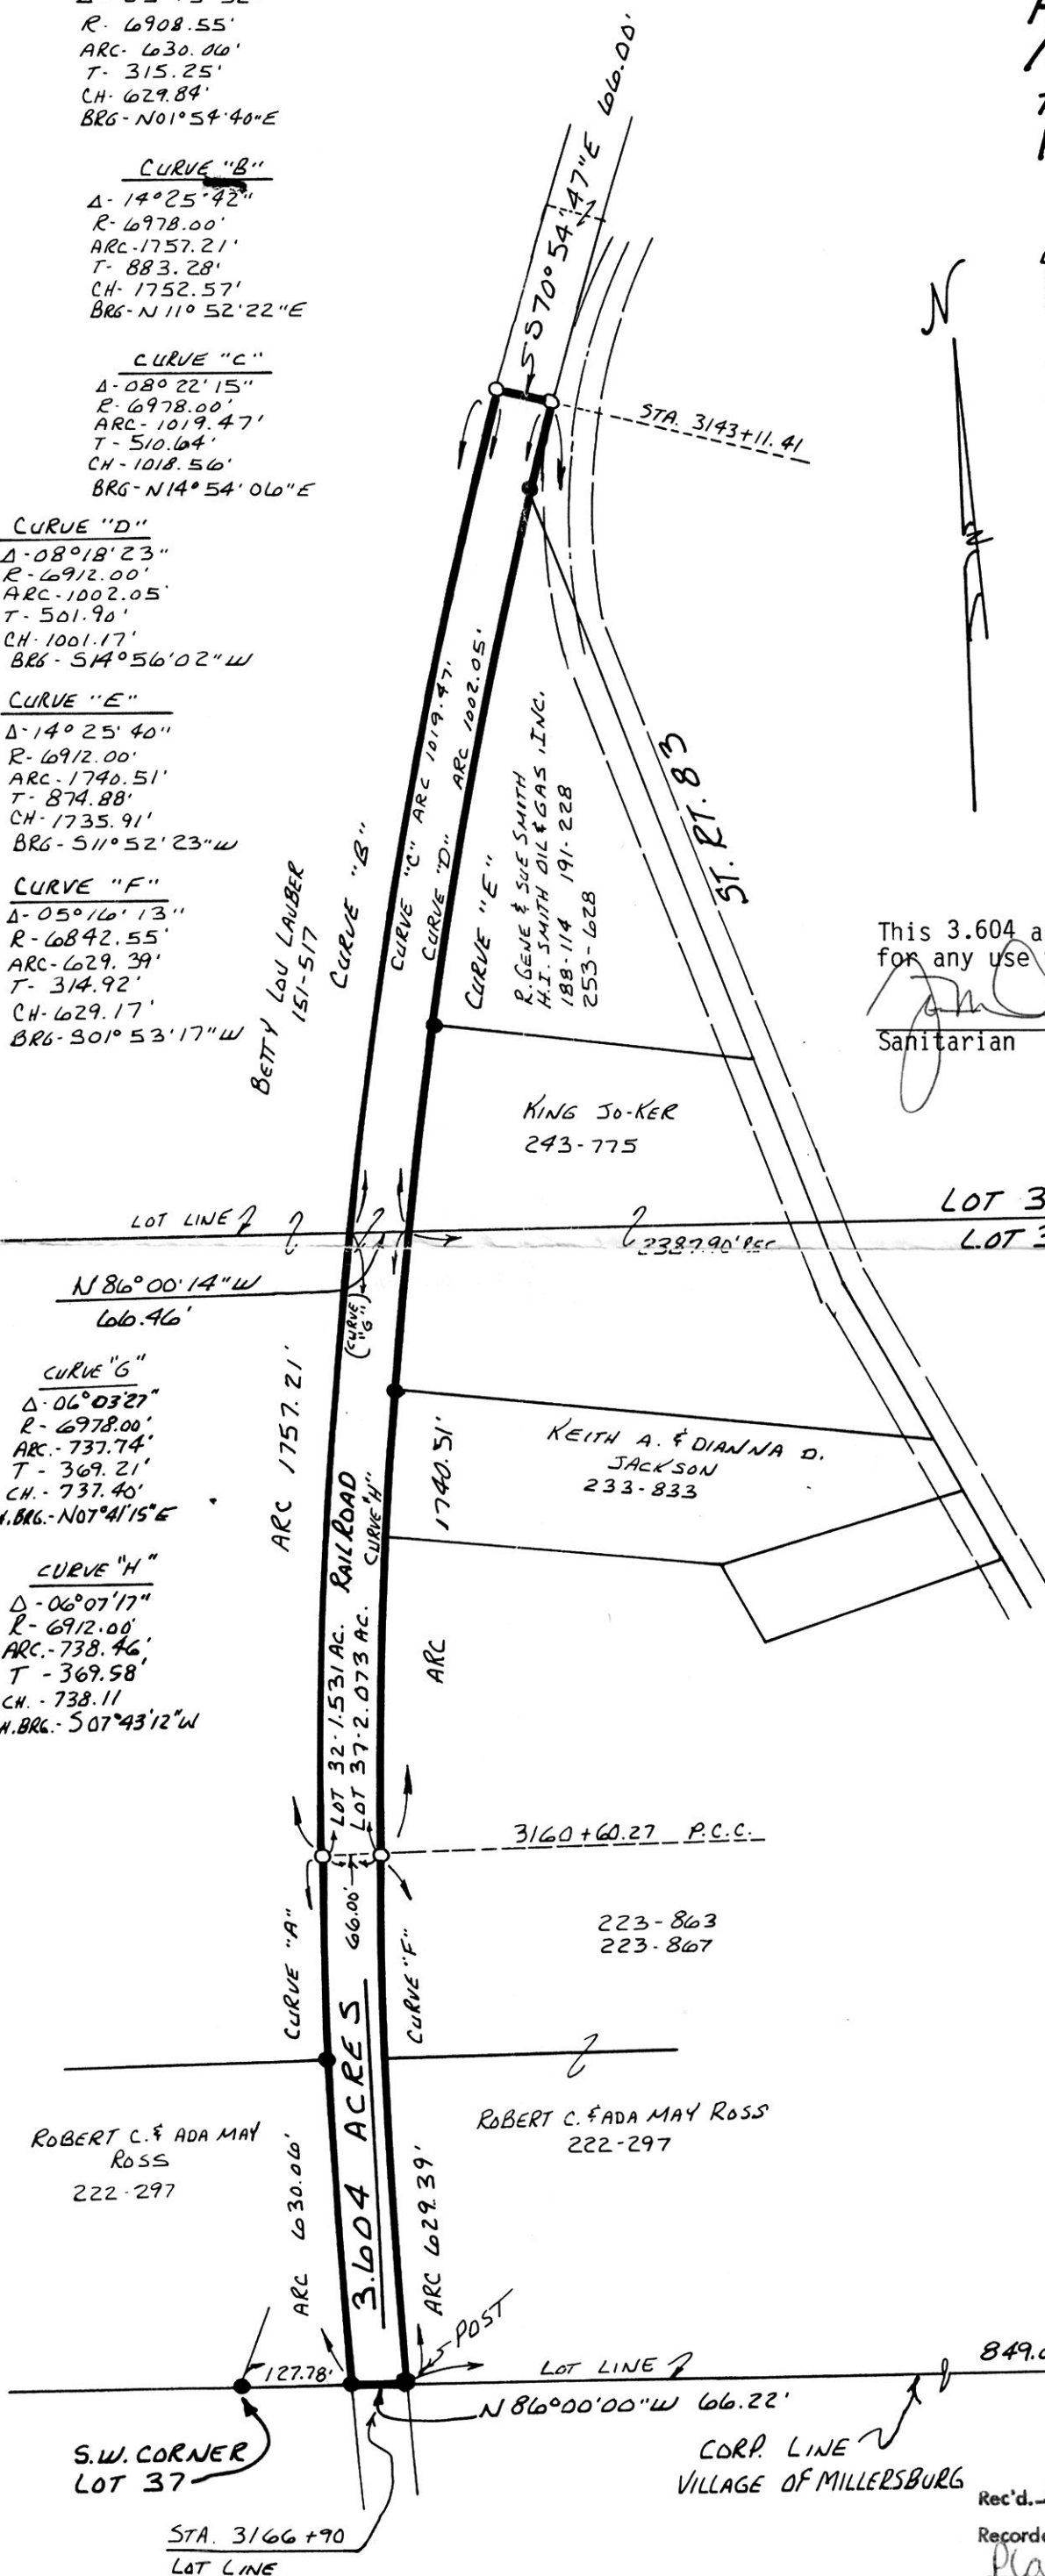 R- 6908.55'
ARC- 630.06'
T- 315.25'
CH- 629.84'
BRG- N01°54'40"E
CURVE "B"
Δ- 14°25'42"
R- 6978.00'
ARC-1757.21'
T- 883.28'
CH- 1752.57'
BRG- N 11° 52'22"E
CURVE "C"
Δ-08° 22' 15"
R- 6978.00'
ARC- 1019.47'
T- 510.64'
CH- 1018.56'
BRG- N14° 54' 06"E
CURVE "D"
Δ-08°18'23"
R-6912.00'
ARC-1002.05'
T- 501.90'
CH- 1001.17'
BRG- S14°56'02"W
CURVE "E"
Δ-14° 25' 40"
R- 6912.00'
ARC-1740.51'
T- 874.88'
CH-1735.91'
BRG- S11°52'23"W
CURVE "F"
Δ-05°16'13"
R-6842.55'
ARC-629.39'
T- 314.92'
CH-629.17'
BRG-S01°53'17"W
S70°54'47"E 66.00'
N
STA. 3143+11.41
ST. RT. 83
CURVE "C" ARC 1019.47'
CURVE "D" ARC 1002.05'
CURVE "B"
CURVE "E"
BETTY LOU LAUBER
151-517
R. GENE & SUE SMITH
H.I. SMITH OIL & GAS, INC.
188-114 191-228
253-628
This 3.604 a
for any use
Sanitarian
KING JO-KER
243-775
LOT LINE
LOT 3
LOT 3
2387.90' REC
N 86°00'14"W
66.46'
(CURVE "G")
CURVE "G"
Δ-06°03'27"
R- 6978.00'
ARC.- 737.74'
T - 369.21'
CH.- 737.40'
H.BRG.-N07°41'15"E
CURVE "H"
Δ-06°07'17"
R-6912.00'
ARC.-738.46'
T -369.58'
CH. - 738.11
H.BRG.- S07°43'12"W
ARC 1757.21'
RAILROAD
CURVE "H"
1740.51'
ARC
KEITH A. & DIANNA D.
JACKSON
233-833
LOT 32-1.531 AC.
LOT 37-2.073 AC.
3160+60.27 P.C.C.
66.00'
CURVE "A"
CURVE "F"
223-863
223-867
3.604 ACRES
ROBERT C. & ADA MAY
ROSS
222-297
ROBERT C. & ADA MAY ROSS
222-297
ARC 630.06'
ARC 629.39'
POST
127.78'
LOT LINE
849.
N 86°00'00"W 66.22'
S.W. CORNER
LOT 37
CORP. LINE
VILLAGE OF MILLERSBURG
STA. 3166+90
LOT LINE
Rec'd.
Recorde